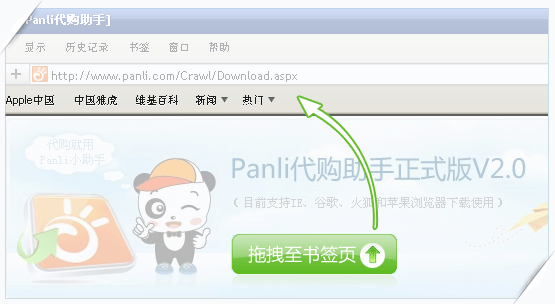 Panli代购助手]
显示 历史记录 书签 窗口 帮助
http://www.panli.com/Crawl/Download.aspx
Apple中国 中国雅虎 维基百科 新闻 热门
代购就用
Panli小助手
Panli代购助手正式版V2.0
（目前支持IE、谷歌、火狐和苹果浏览器下载使用）
拖拽至书签页